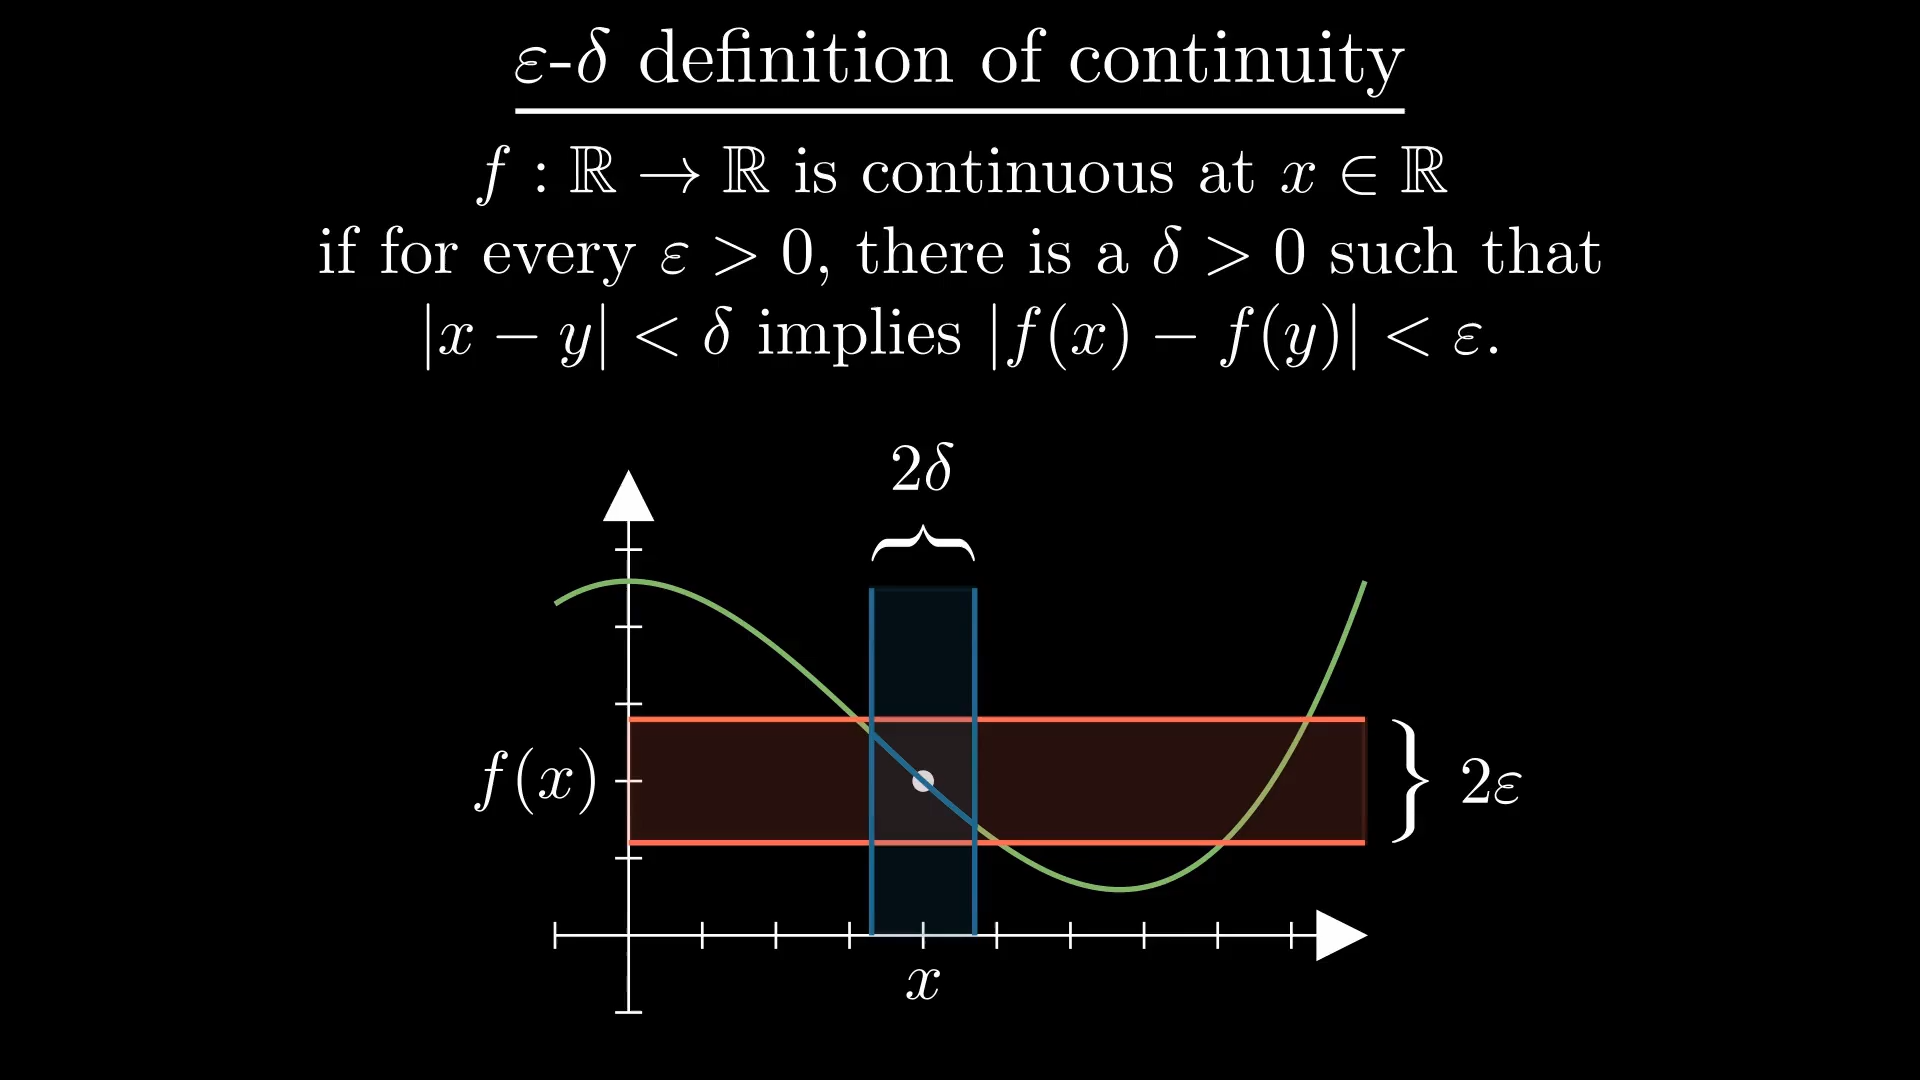 ε-δ definition of continuity
f : ℝ → ℝ is continuous at x ∈ ℝ
if for every ε > 0, there is a δ > 0 such that
|x − y| < δ implies |f(x) − f(y)| < ε.
2δ
f(x)
2ε
x